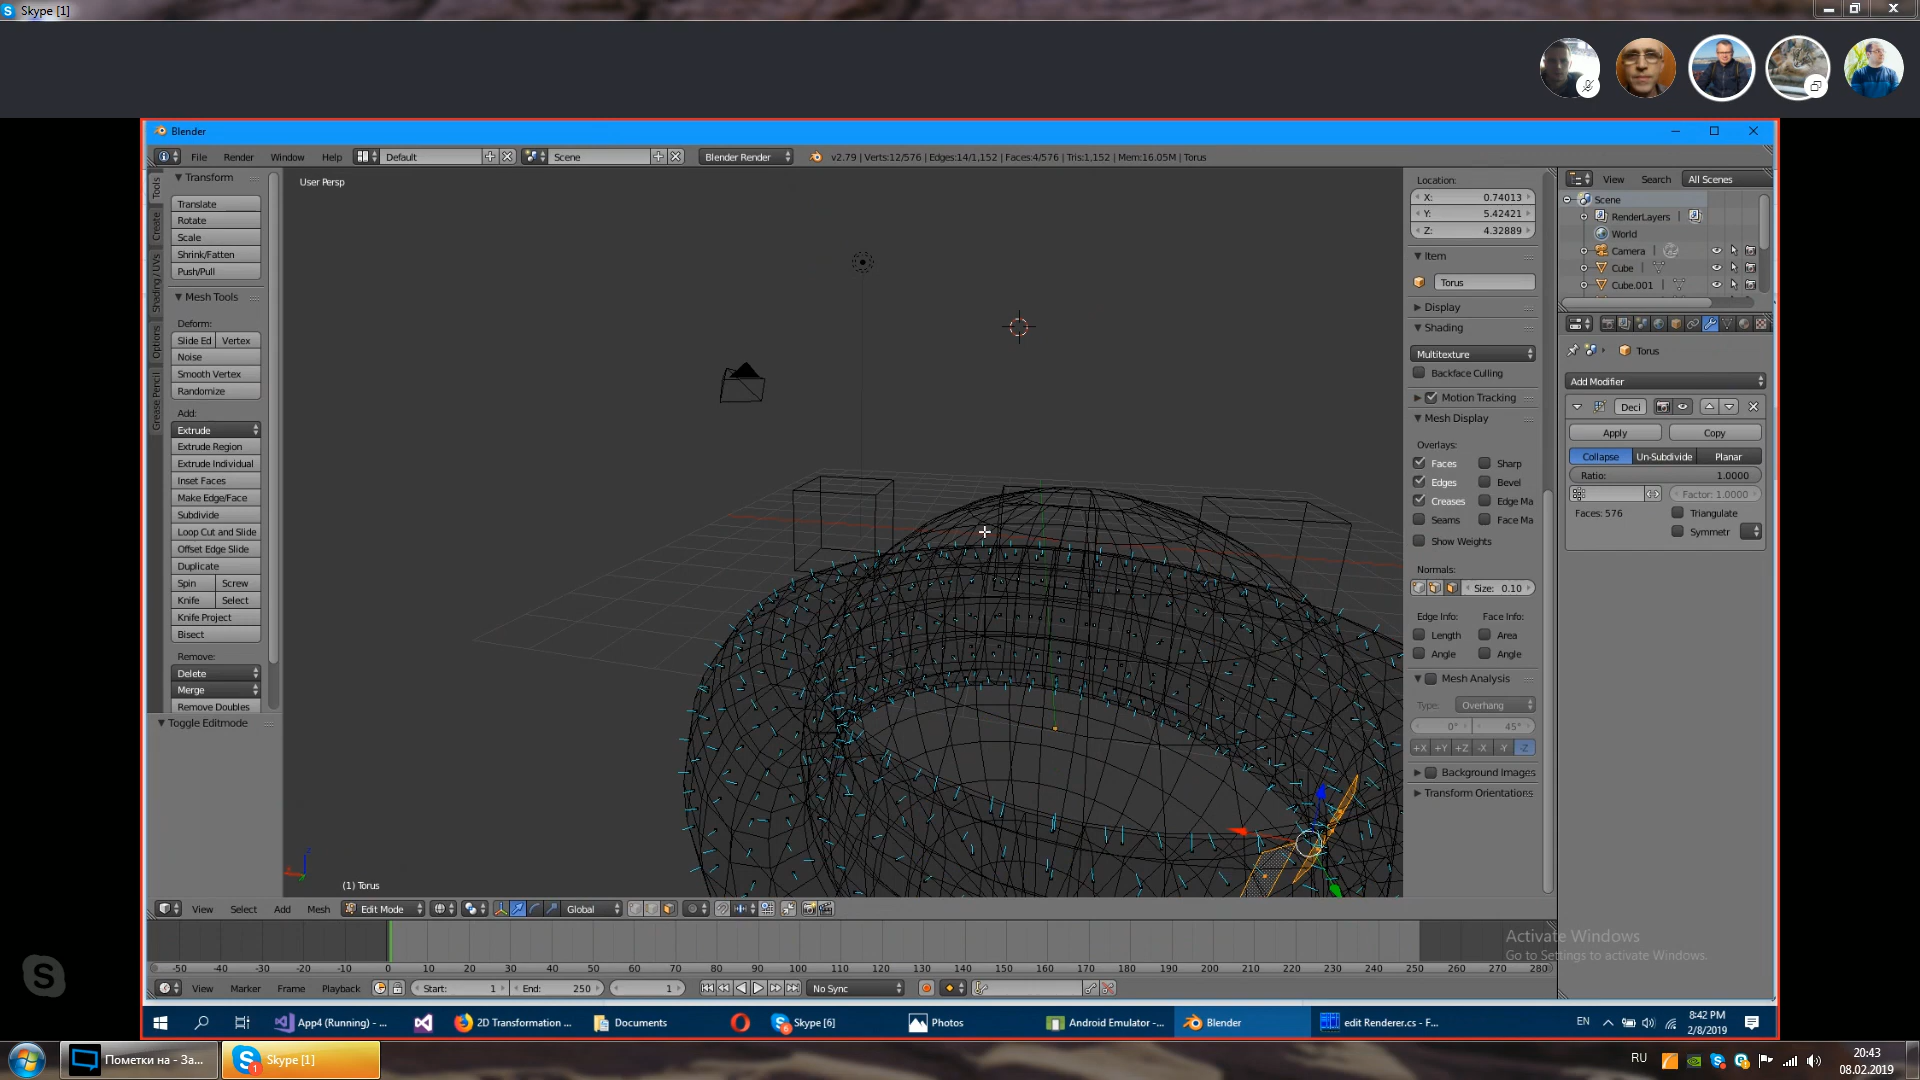 Skype [1]
Blender
File Render Window Help Default Scene Blender Render v2.79 | Verts:12/576 | Edges:14/1,152 | Faces:4/576 | Tris:1,152 | Mem:16.05M | Torus
Tools
Create
Shading / UVs
Options
Grease Pencil
Transform
Translate
Rotate
Scale
Shrink/Fatten
Push/Pull
Mesh Tools
Deform:
Slide Ed Vertex
Noise
Smooth Vertex
Randomize
Add:
Extrude
Extrude Region
Extrude Individual
Inset Faces
Make Edge/Face
Subdivide
Loop Cut and Slide
Offset Edge Slide
Duplicate
Spin Screw
Knife Select
Knife Project
Bisect
Remove:
Delete
Merge
Remove Doubles
Toggle Editmode
User Persp
(1) Torus
Location:
X: 0.74013
Y: 5.42421
Z: 4.32889
Item
Torus
Display
Shading
Multitexture
Backface Culling
Motion Tracking
Mesh Display
Overlays:
Faces Sharp
Edges Bevel
Creases Edge Ma
Seams Face Ma
Show Weights
Normals:
Size: 0.10
Edge Info: Face Info:
Length Area
Angle Angle
Mesh Analysis
Type: Overhang
0° 45°
+X +Y +Z -X -Y -Z
Background Images
Transform Orientations
View Search All Scenes
Scene
RenderLayers
World
Camera
Cube
Cube.001
Torus
Add Modifier
Deci
Apply Copy
Collapse Un-Subdivide Planar
Ratio: 1.0000
Factor: 1.0000
Faces: 576 Triangulate
Symmetr
View Select Add Mesh Edit Mode Global
Activate Windows
Go to Settings to activate Windows.
-50 -40 -30 -20 -10 0 10 20 30 40 50 60 70 80 90 100 110 120 130 140 150 160 170 180 190 200 210 220 230 240 250 260 270 280
View Marker Frame Playback Start: 1 End: 250 1 No Sync
App4 (Running) - ... 2D Transformation ... Documents Skype [6] Photos Android Emulator -... Blender edit Renderer.cs - F... EN 8:42 PM
2/8/2019
Пометки на - За... Skype [1] RU 20:43
08.02.2019